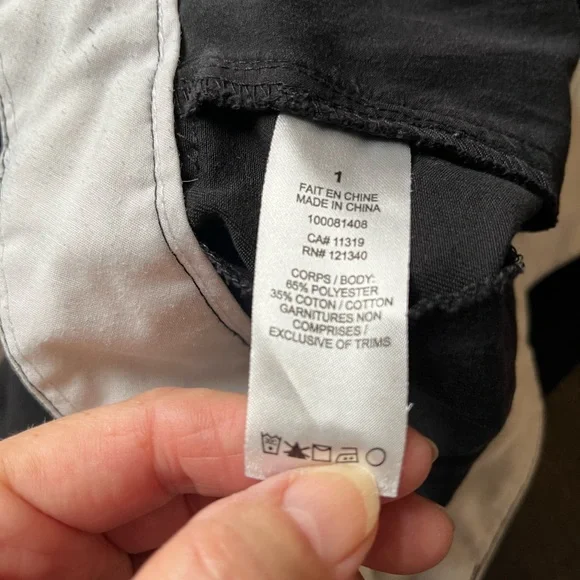 1
FAIT EN CHINE
MADE IN CHINA
100081408
CA# 11319
RN# 121340
CORPS / BODY:
65% POLYESTER
35% COTON / COTTON
GARNITURES NON
COMPRISES /
EXCLUSIVE OF TRIMS